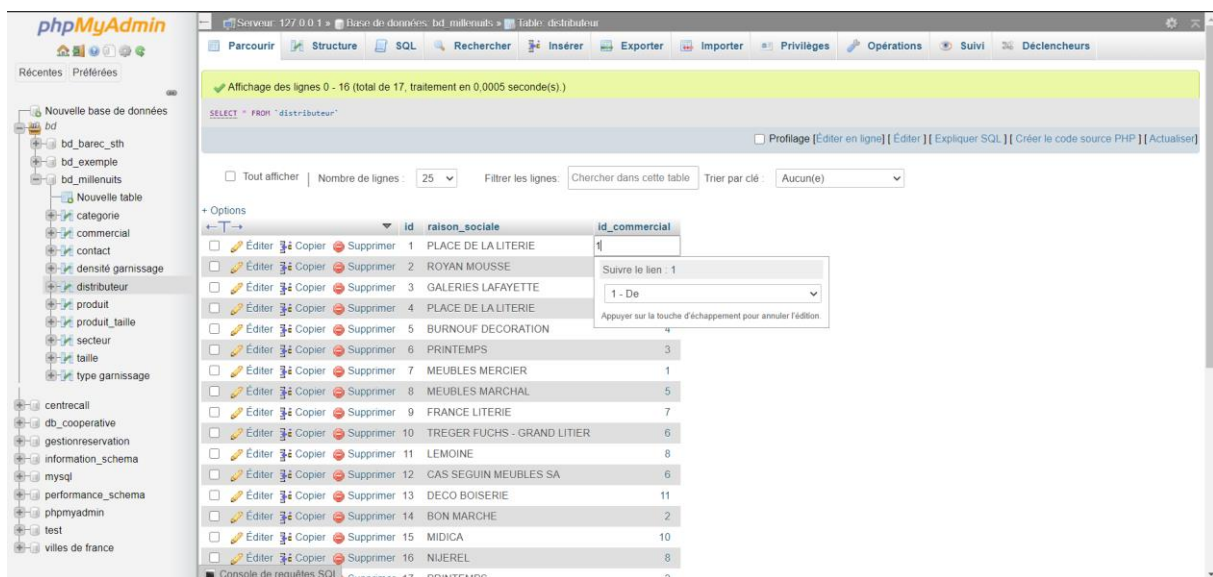 phpMyAdmin
Récentes Préférées
Nouvelle base de données
bd
bd_barec_sth
bd_exemple
bd_millenuits
Nouvelle table
categorie
commercial
contact
densité garnissage
distributeur
produit
produit_taille
secteur
taille
type garnissage
centrecall
db_cooperative
gestionreservation
information_schema
mysql
performance_schema
phpmyadmin
test
villes de france
Serveur: 127.0.0.1 » Base de données: bd_millenuits » Table: distributeur
Parcourir Structure SQL Rechercher Insérer Exporter Importer Privilèges Opérations Suivi Déclencheurs
Affichage des lignes 0 - 16 (total de 17, traitement en 0,0005 seconde(s).)
SELECT * FROM `distributeur`
Profilage [Éditer en ligne] [ Éditer ] [ Expliquer SQL ] [ Créer le code source PHP ] [ Actualiser]
Tout afficher | Nombre de lignes : 25 Filtrer les lignes: Chercher dans cette table Trier par clé : Aucun(e)
+ Options
←T→ id raison_sociale id_commercial
Éditer Copier Supprimer 1 PLACE DE LA LITERIE 1
Éditer Copier Supprimer 2 ROYAN MOUSSE
Éditer Copier Supprimer 3 GALERIES LAFAYETTE
Éditer Copier Supprimer 4 PLACE DE LA LITERIE
Suivre le lien : 1
1 - De
Appuyer sur la touche d'échappement pour annuler l'édition.
Éditer Copier Supprimer 5 BURNOUF DECORATION 4
Éditer Copier Supprimer 6 PRINTEMPS 3
Éditer Copier Supprimer 7 MEUBLES MERCIER 1
Éditer Copier Supprimer 8 MEUBLES MARCHAL 5
Éditer Copier Supprimer 9 FRANCE LITERIE 7
Éditer Copier Supprimer 10 TREGER FUCHS - GRAND LITIER 6
Éditer Copier Supprimer 11 LEMOINE 8
Éditer Copier Supprimer 12 CAS SEGUIN MEUBLES SA 6
Éditer Copier Supprimer 13 DECO BOISERIE 11
Éditer Copier Supprimer 14 BON MARCHE 2
Éditer Copier Supprimer 15 MIDICA 10
Éditer Copier Supprimer 16 NIJEREL 8
Console de requêtes SQL Supprimer 17 PRINTEMPS